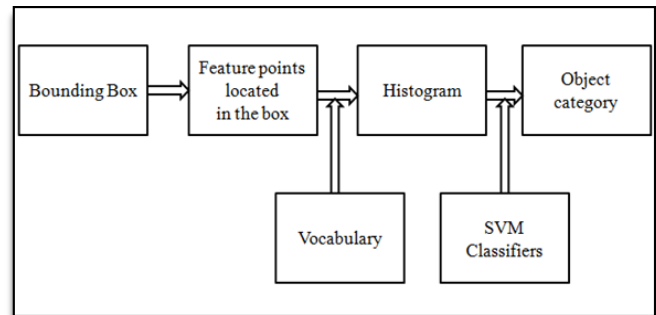 Bounding Box
Feature points
located
in the box
Histogram
Object
category
Vocabulary
SVM
Classifiers